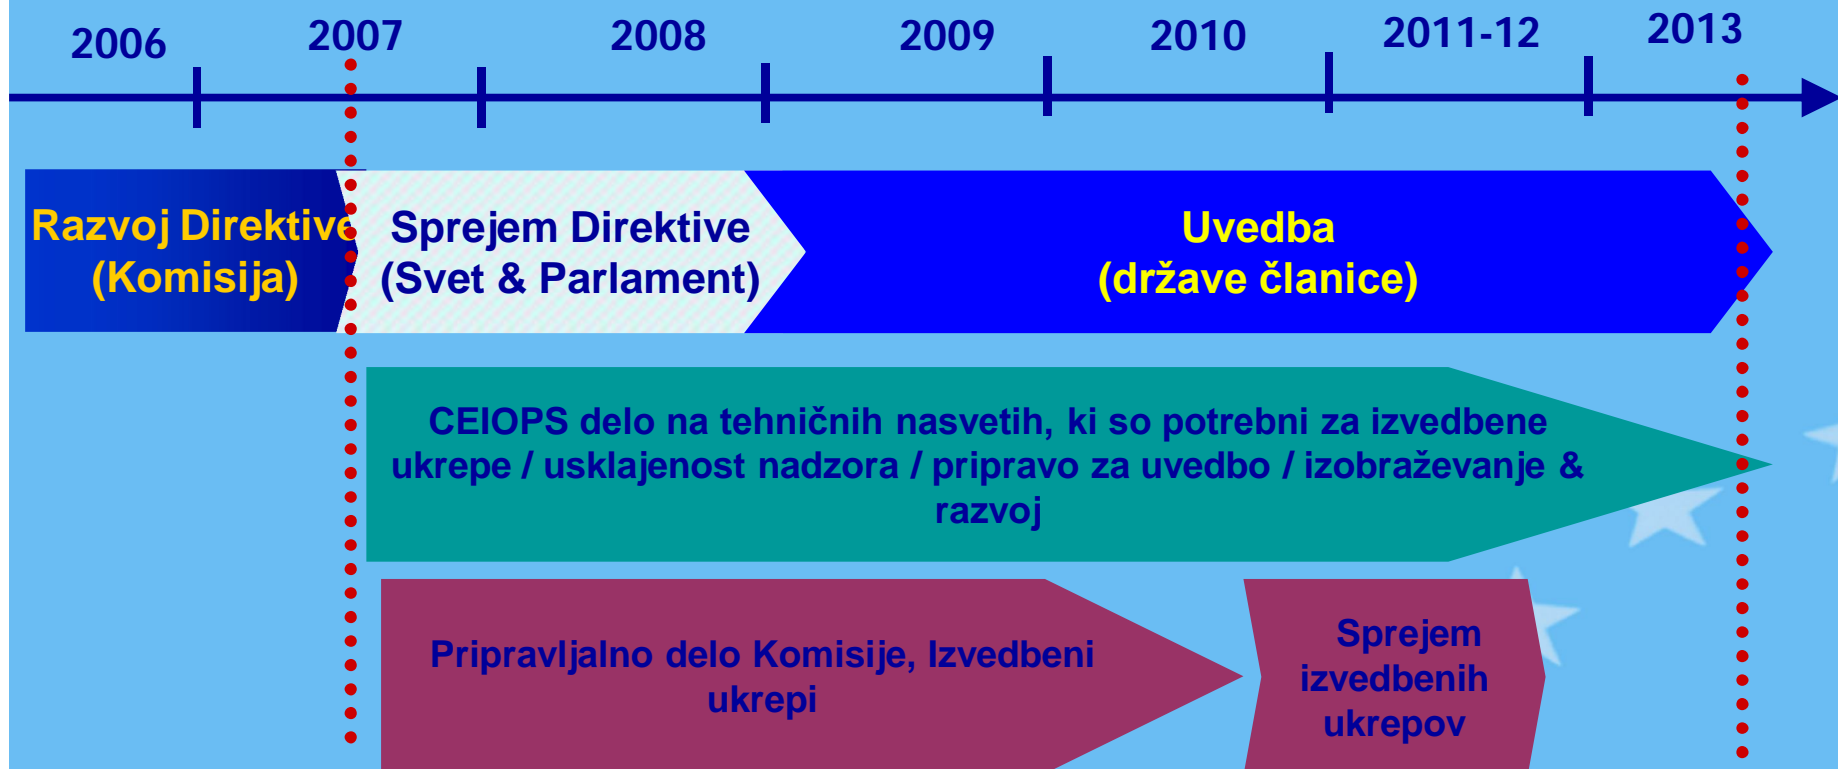 2006
2007
2008
2009
2010
2011-12
2013
Razvoj Direktive
(Komisija)
Sprejem Direktive
(Svet & Parlament)
Uvedba
(države članice)
CEIOPS delo na tehničnih nasvetih, ki so potrebni za izvedbene
ukrepe / usklajenost nadzora / pripravo za uvedbo / izobraževanje &
razvoj
Pripravljalno delo Komisije, Izvedbeni
ukrepi
Sprejem
izvedbenih
ukrepov